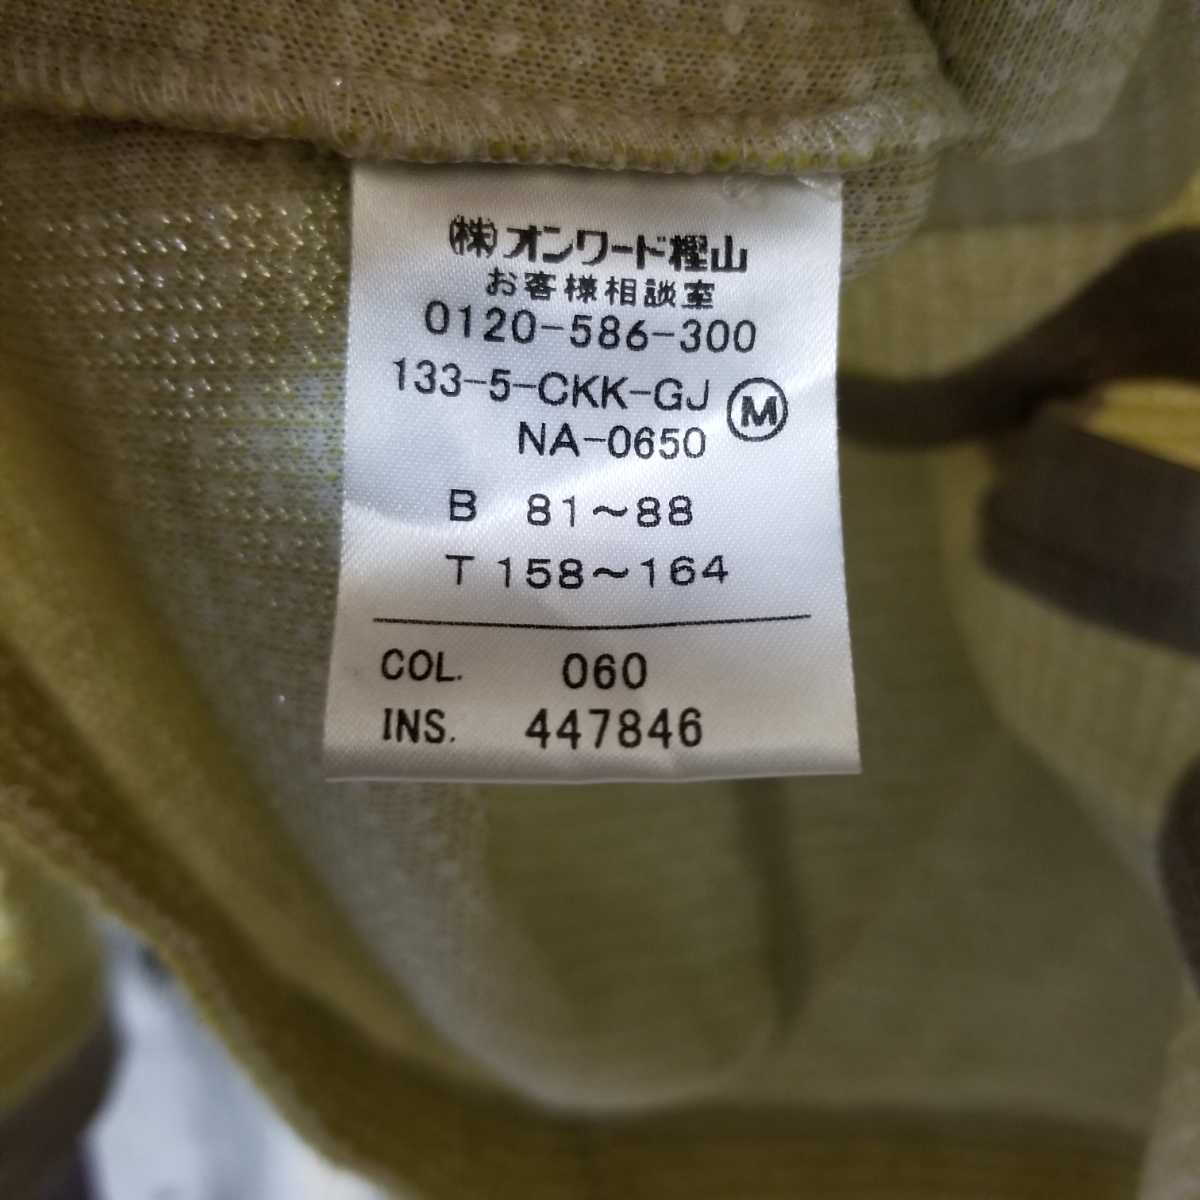 ㈱オンワード樫山
お客様相談室
0120-586-300
133-5-CKK-GJ Ⓜ
NA-0650
B 81～88
T 158～164
COL. 060
INS. 447846